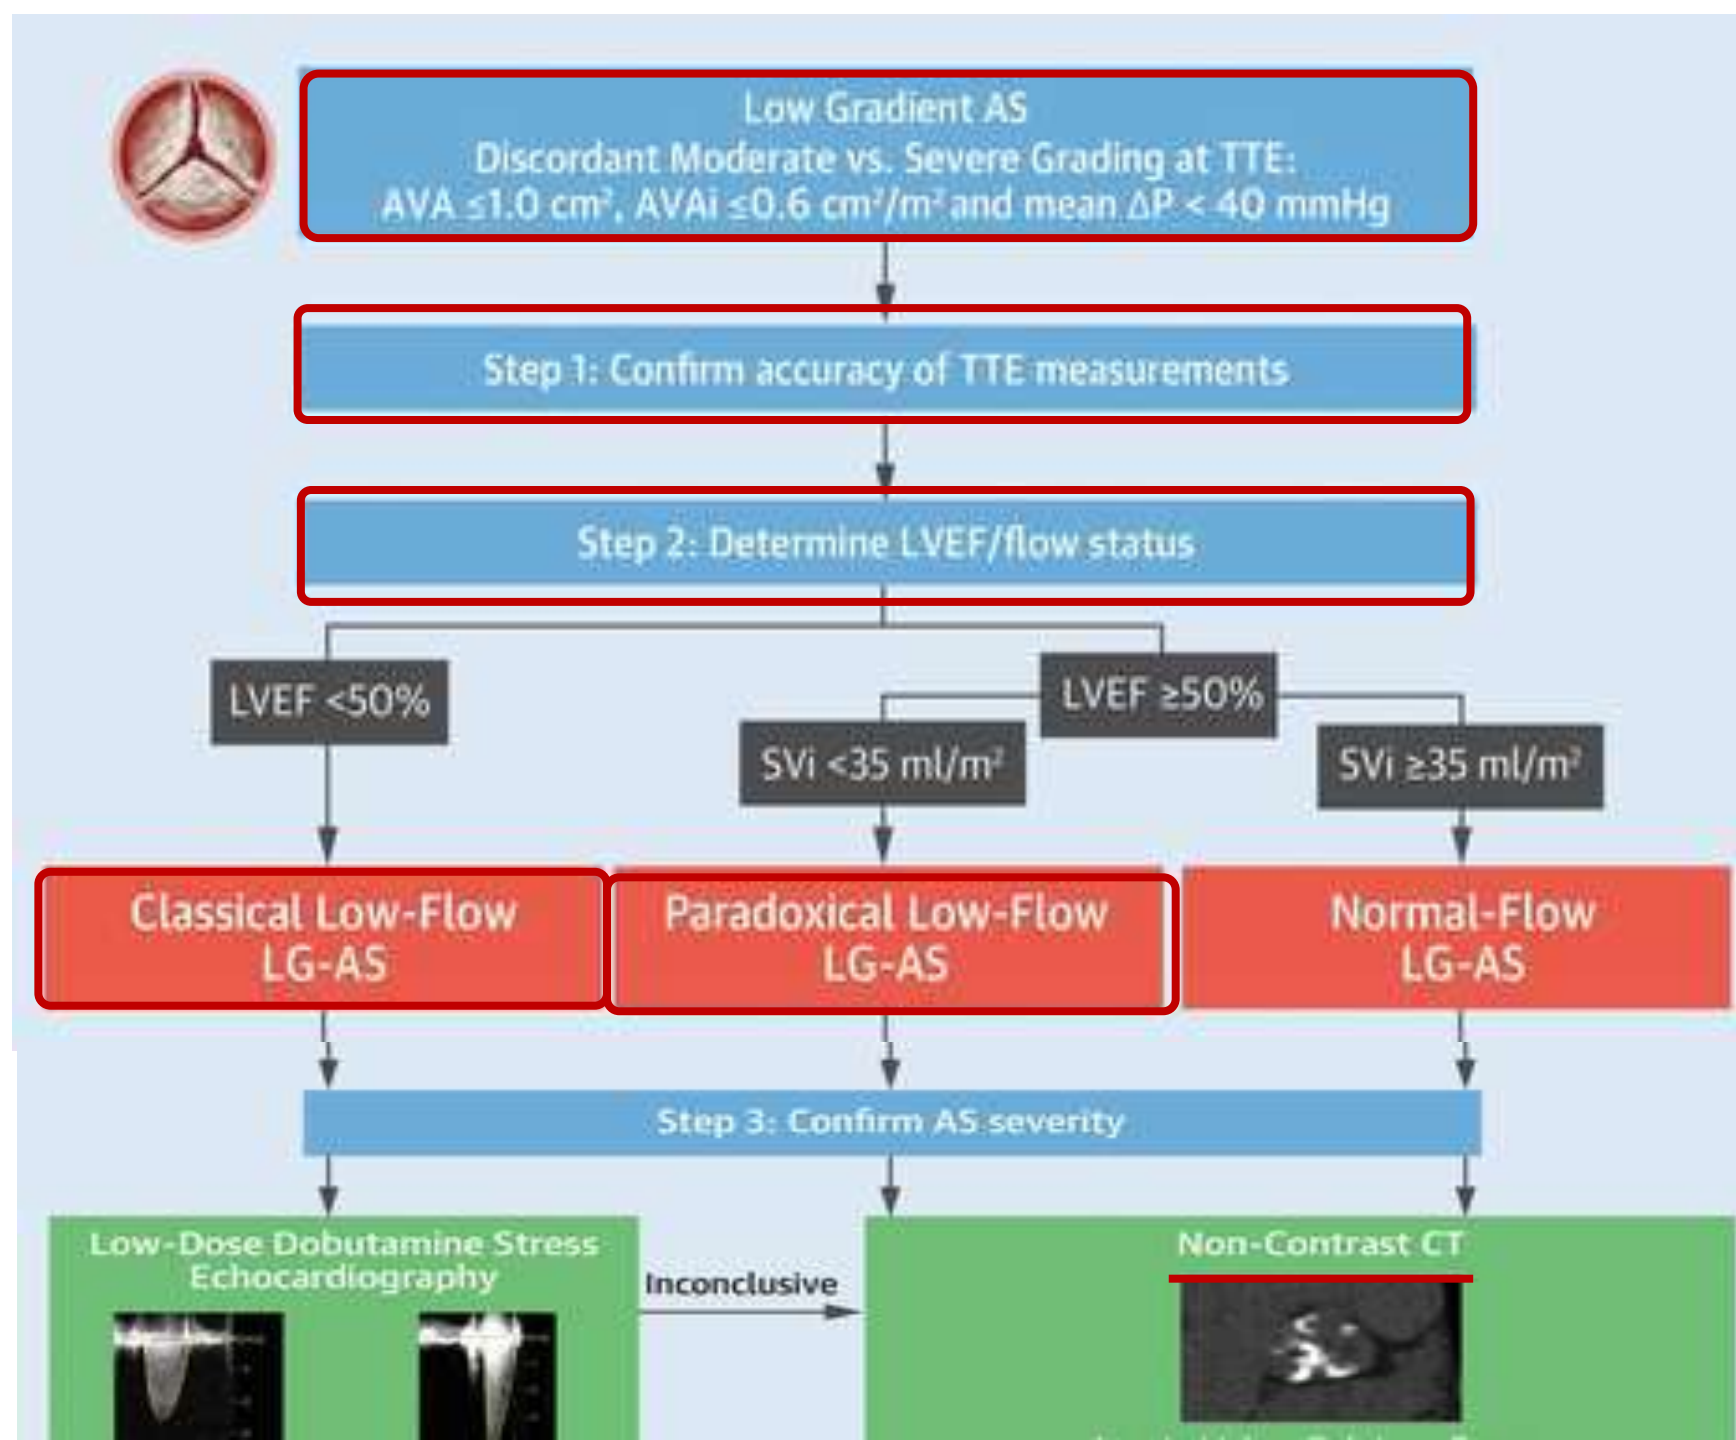 Low Gradient AS
Discordant Moderate vs. Severe Grading at TTE:
AVA ≤1.0 cm², AVAi ≤0.6 cm²/m² and mean ΔP < 40 mmHg
Step 1: Confirm accuracy of TTE measurements
Step 2: Determine LVEF/flow status
LVEF <50%
LVEF ≥50%
SVi <35 ml/m²
SVi ≥35 ml/m²
Classical Low-Flow
LG-AS
Paradoxical Low-Flow
LG-AS
Normal-Flow
LG-AS
Step 3: Confirm AS severity
Low-Dose Dobutamine Stress
Echocardiography
Inconclusive
Non-Contrast CT